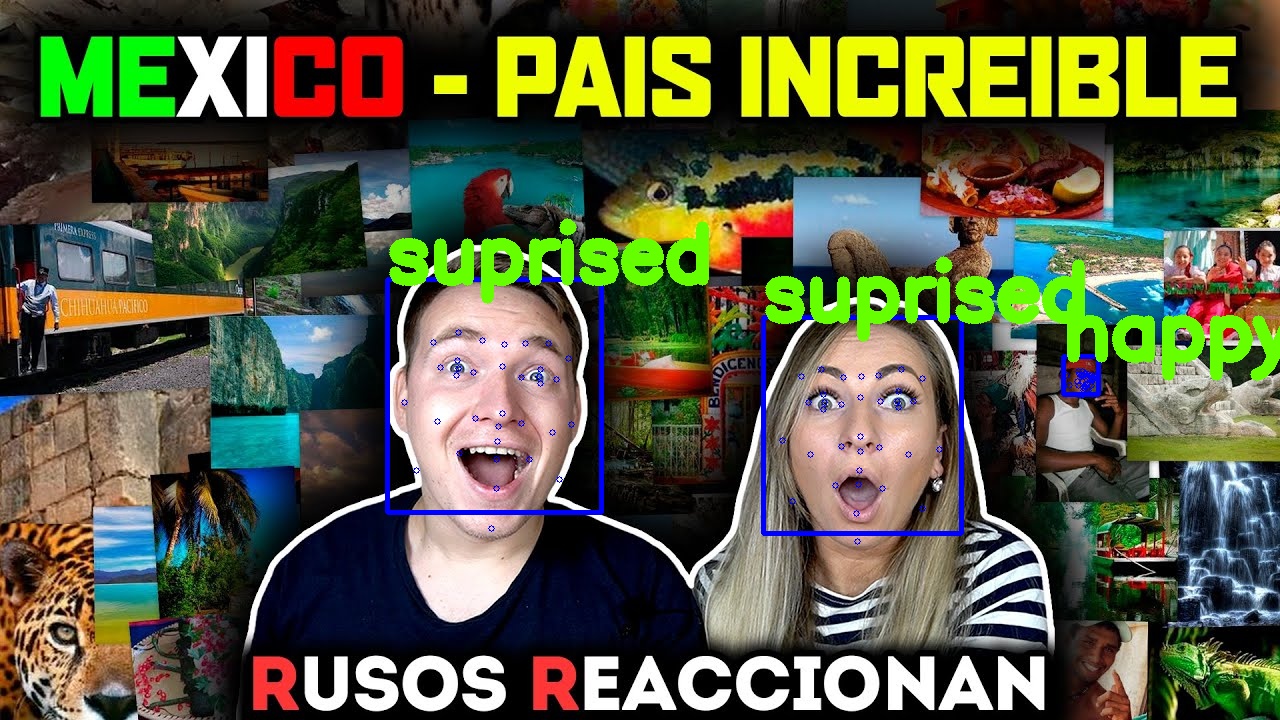 MEXICO - PAIS INCREIBLE
PRIMERA EXPRESS
CHIHUAHUA PACIFICO
suprised
suprised
happy
RUSOS REACCIONAN